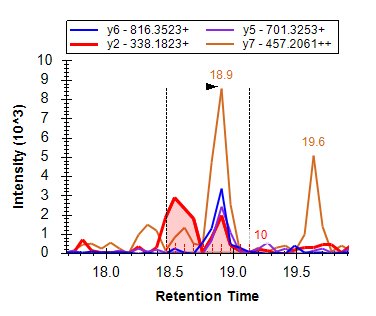 y6 - 816.3523+ y5 - 701.3253+
y2 - 338.1823+ y7 - 457.2061++
10
9
8
7
6
5
4
3
2
1
0
Intensity (10^3)
18.9
19.6
10
18.0 18.5 19.0 19.5
Retention Time